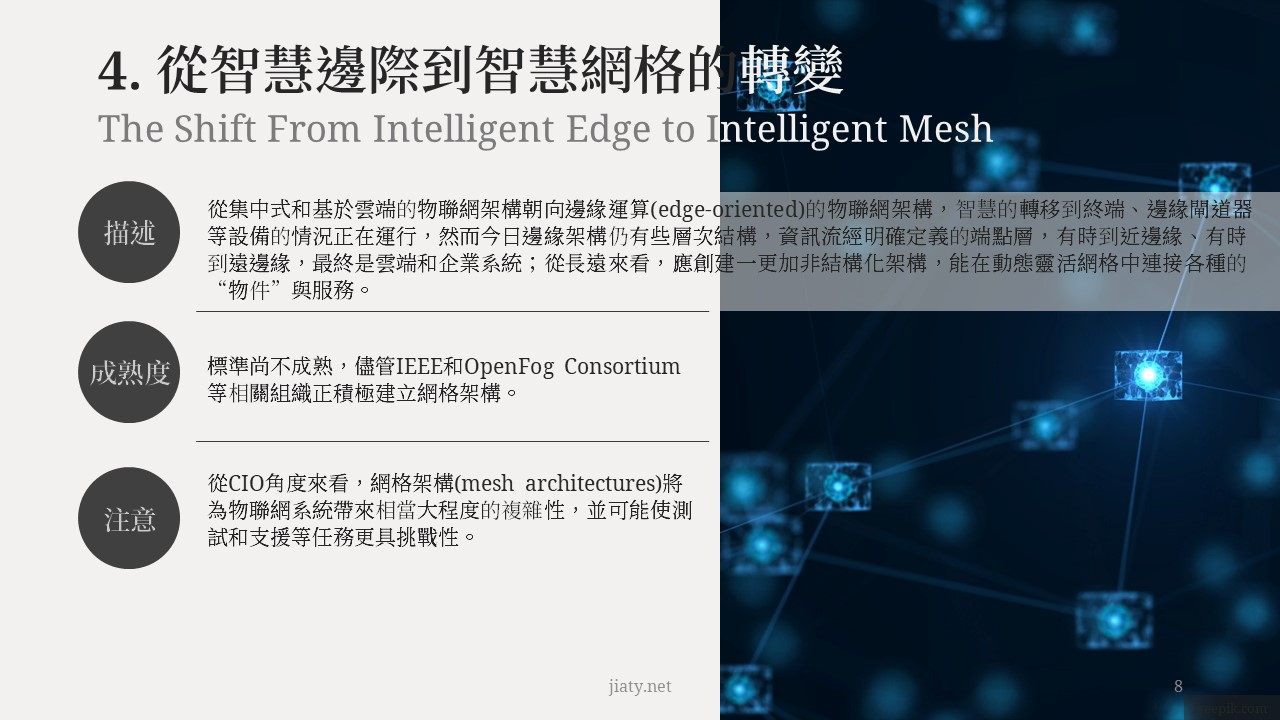 4. 從智慧邊際到智慧網格的轉變
The Shift From Intelligent Edge to Intelligent Mesh
描述
從集中式和基於雲端的物聯網架構朝向邊緣運算(edge-oriented)的物聯網架構，智慧的轉移到終端、邊緣閘道器
等設備的情況正在運行，然而今日邊緣架構仍有些層次結構，資訊流經明確定義的端點層，有時到近邊緣、有時
到遠邊緣，最終是雲端和企業系統；從長遠來看，應創建一更加非結構化架構，能在動態靈活網格中連接各種的
“物件”與服務。
成熟度
標準尚不成熟，儘管IEEE和OpenFog Consortium
等相關組織正積極建立網格架構。
注意
從CIO角度來看，網格架構(mesh architectures)將
為物聯網系統帶來相當大程度的複雜性，並可能使測
試和支援等任務更具挑戰性。
jiaty.net
8